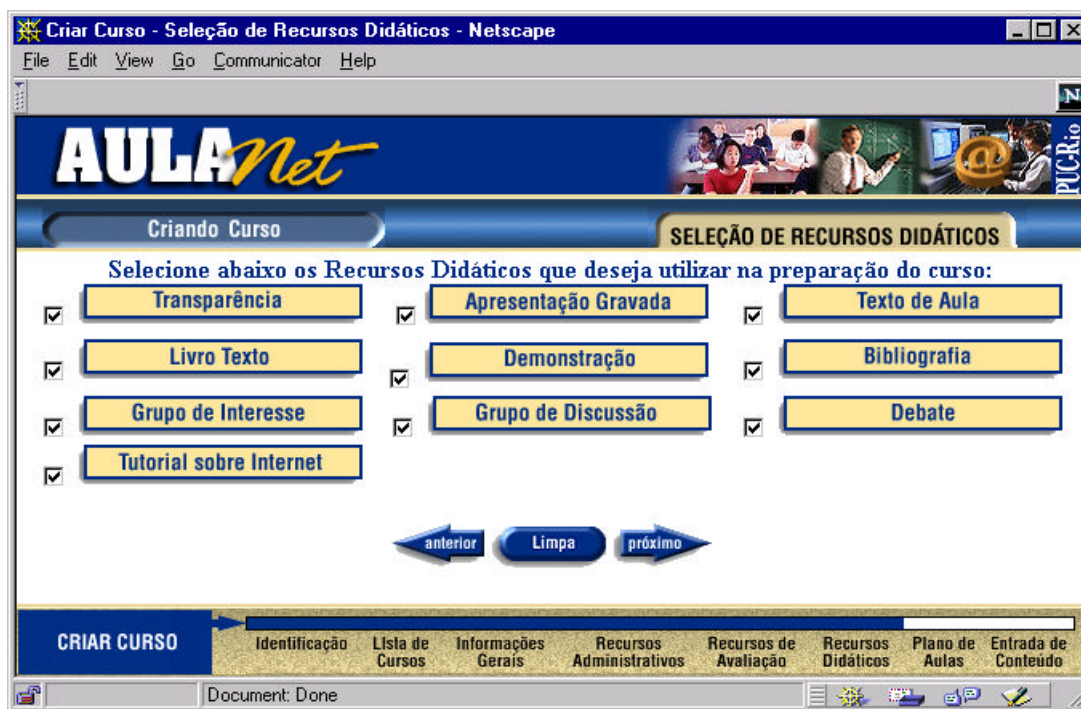 Criar Curso - Seleção de Recursos Didáticos - Netscape
File Edit View Go Communicator Help
N
AULANet
PUC-Rio
Criando Curso
SELEÇÃO DE RECURSOS DIDÁTICOS
Selecione abaixo os Recursos Didáticos que deseja utilizar na preparação do curso:
Transparência Apresentação Gravada Texto de Aula
Livro Texto Demonstração Bibliografia
Grupo de Interesse Grupo de Discussão Debate
Tutorial sobre Internet
anterior Limpa próximo
CRIAR CURSO
Identificação Lista de Informações Recursos Recursos de Recursos Plano de Entrada de
Cursos Gerais Administrativos Avaliação Didáticos Aulas Conteúdo
Document: Done